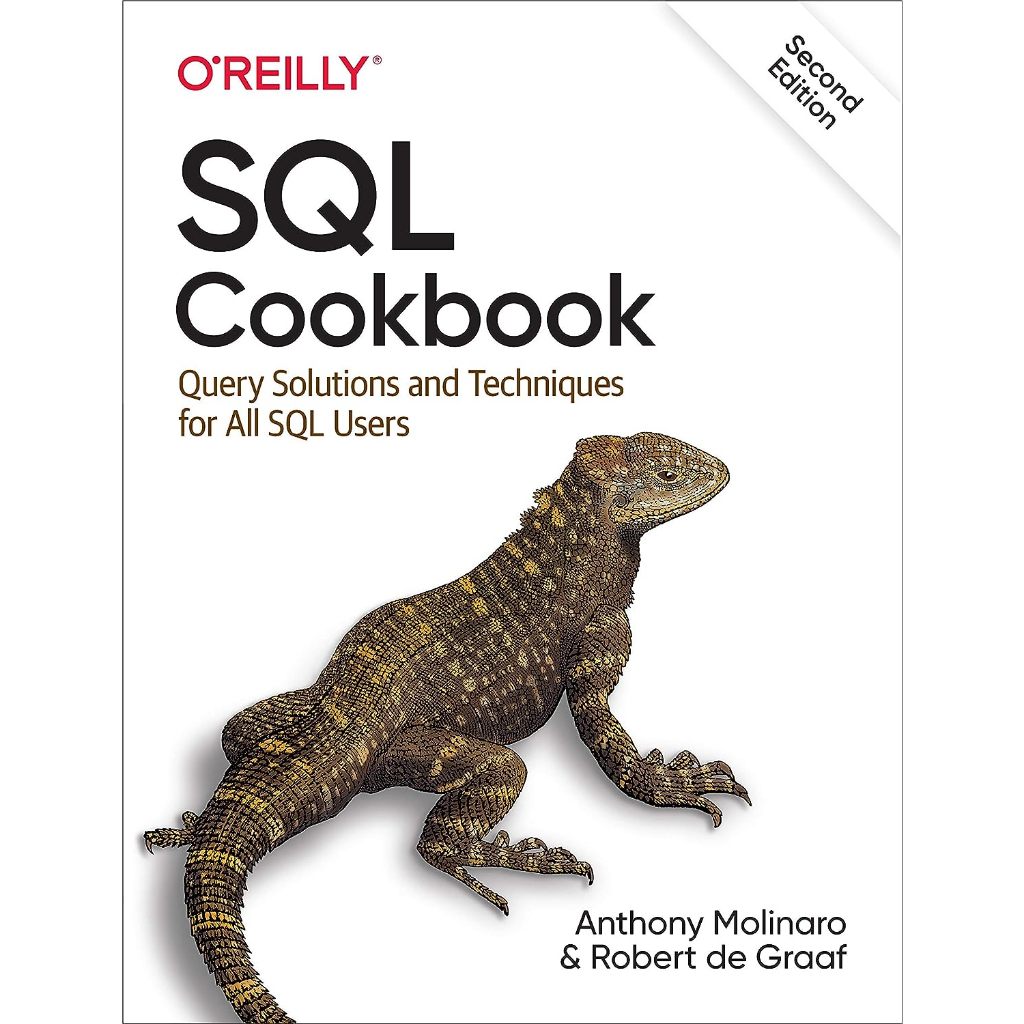 O'REILLY®
Second
Edition
SQL
Cookbook
Query Solutions and Techniques
for All SQL Users
Anthony Molinaro
& Robert de Graaf